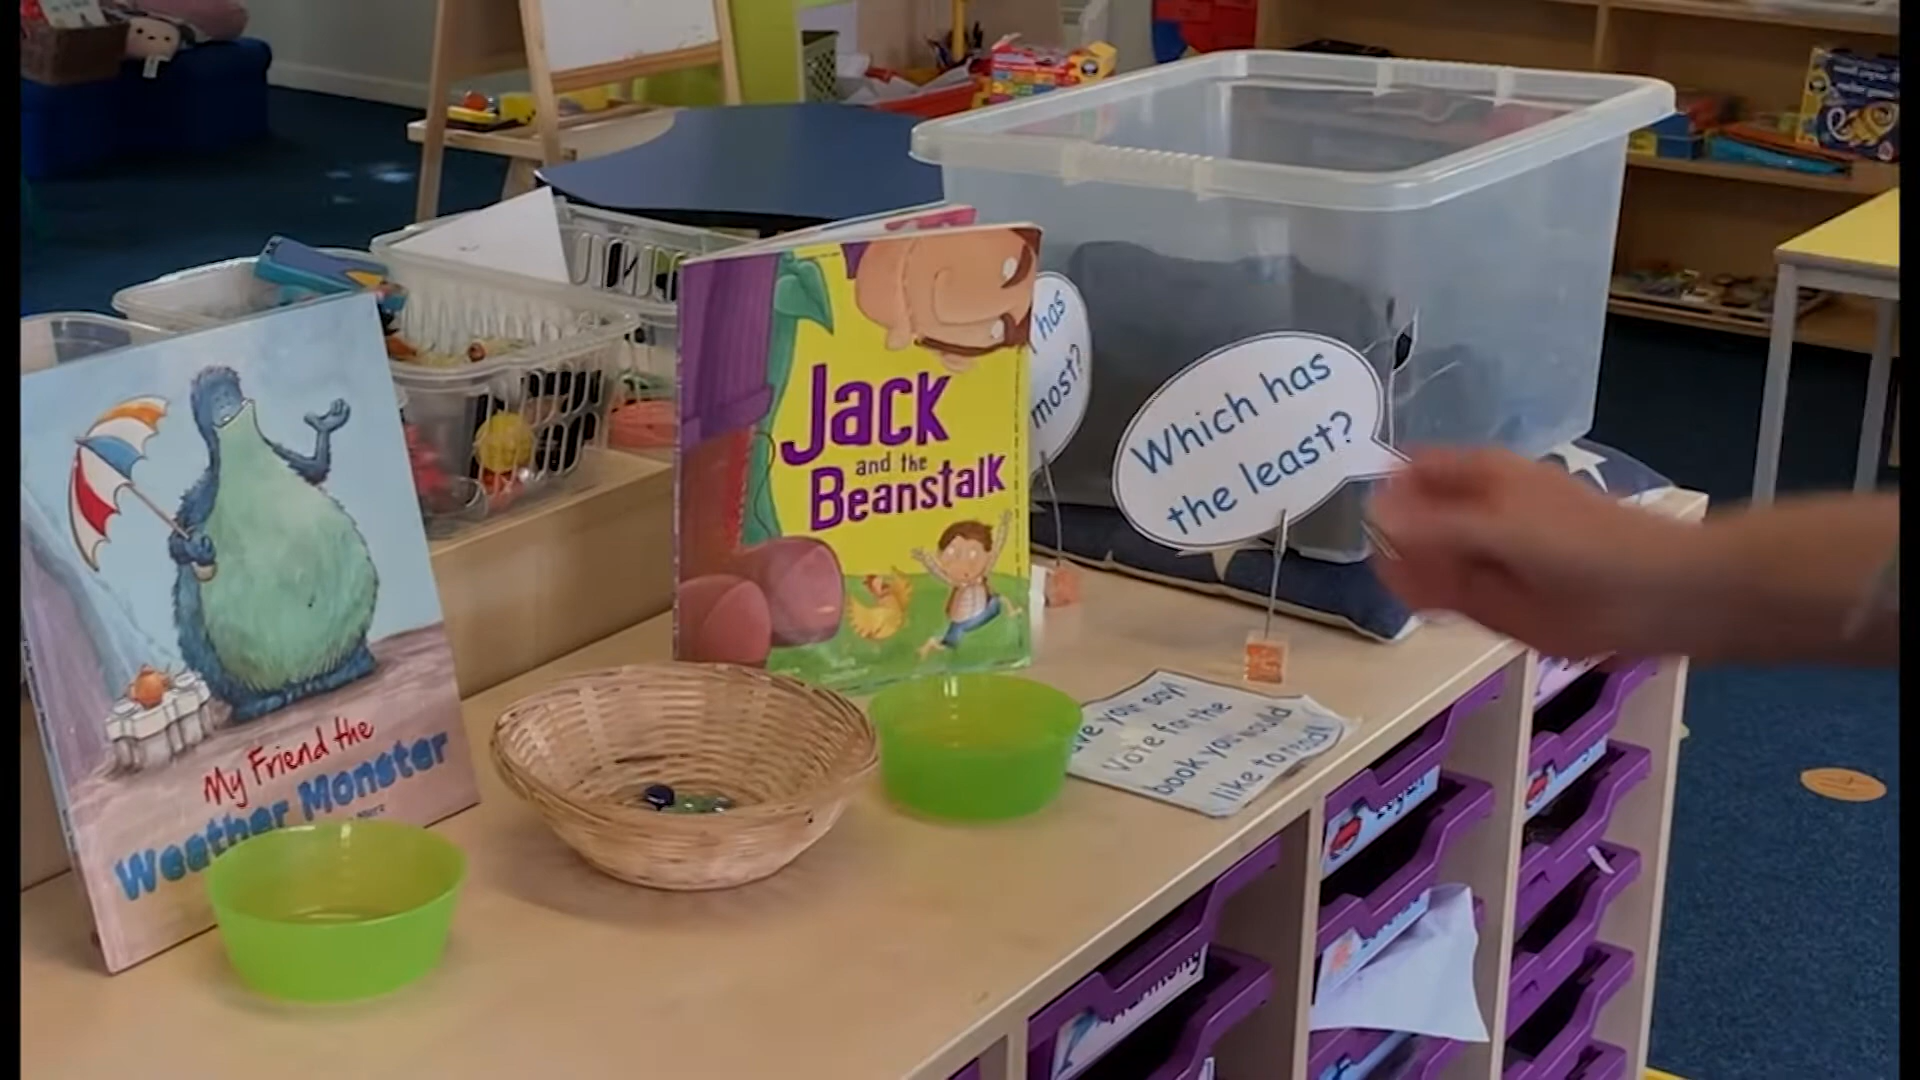 Jack
and the
Beanstalk
has
most?
Which has
the least?
My Friend the
Weather Monster
your say!
Vote for the
book you would
like to read!